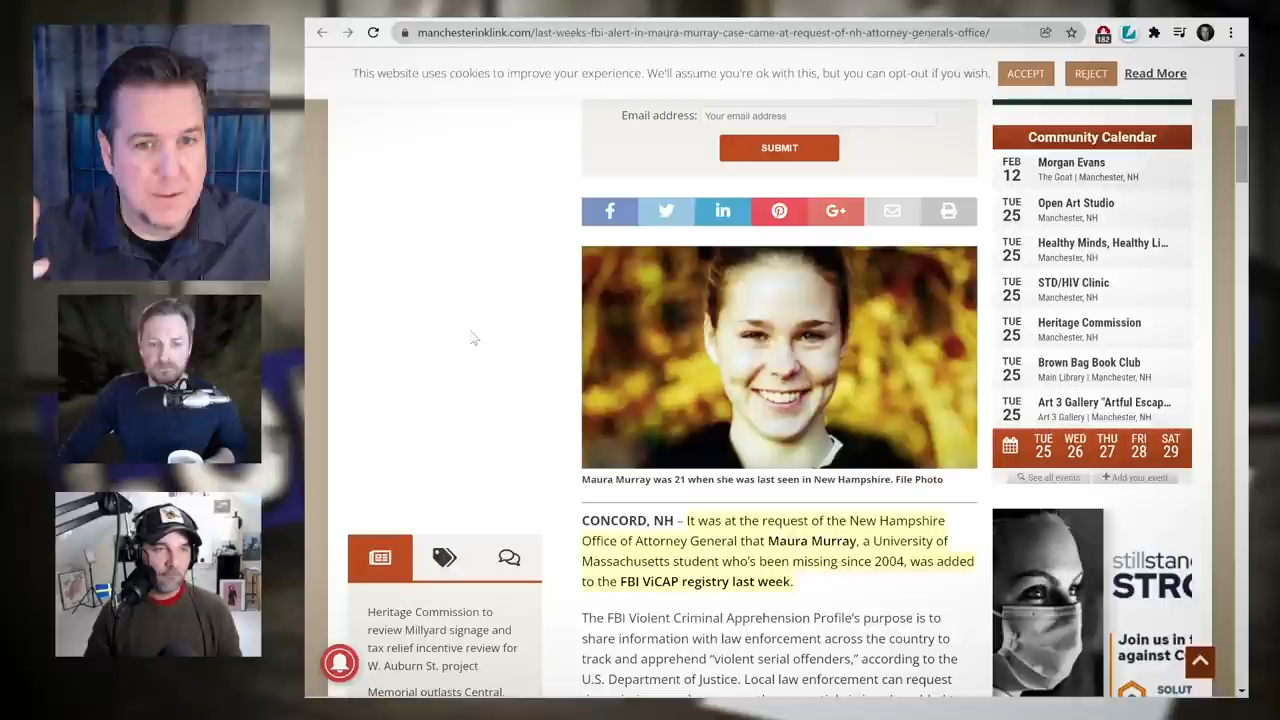 manchesterinklink.com/last-weeks-fbi-alert-in-maura-murray-case-came-at-request-of-nh-attorney-generals-office/
182
This website uses cookies to improve your experience. We'll assume you're ok with this, but you can opt-out if you wish.
ACCEPT
REJECT
Read More
Email address:
Your email address
SUBMIT
f
in
G+
Maura Murray was 21 when she was last seen in New Hampshire. File Photo
CONCORD, NH – It was at the request of the New Hampshire
Office of Attorney General that Maura Murray, a University of
Massachusetts student who's been missing since 2004, was added
to the FBI ViCAP registry last week.
The FBI Violent Criminal Apprehension Profile's purpose is to
share information with law enforcement across the country to
track and apprehend “violent serial offenders,” according to the
U.S. Department of Justice. Local law enforcement can request
Heritage Commission to
review Millyard signage and
tax relief incentive review for
W. Auburn St. project
Memorial outlasts Central,
Community Calendar
FEB
12
Morgan Evans
The Goat | Manchester, NH
TUE
25
Open Art Studio
Manchester, NH
TUE
25
Healthy Minds, Healthy Li...
Manchester, NH
TUE
25
STD/HIV Clinic
Manchester, NH
TUE
25
Heritage Commission
Manchester, NH
TUE
25
Brown Bag Book Club
Main Library | Manchester, NH
TUE
25
Art 3 Gallery "Artful Escap...
Art 3 Gallery | Manchester, NH
TUE WED THU FRI SAT
25 26 27 28 29
See all events
Add your event
stillstan
STR
Join us in
against C
SOLUT